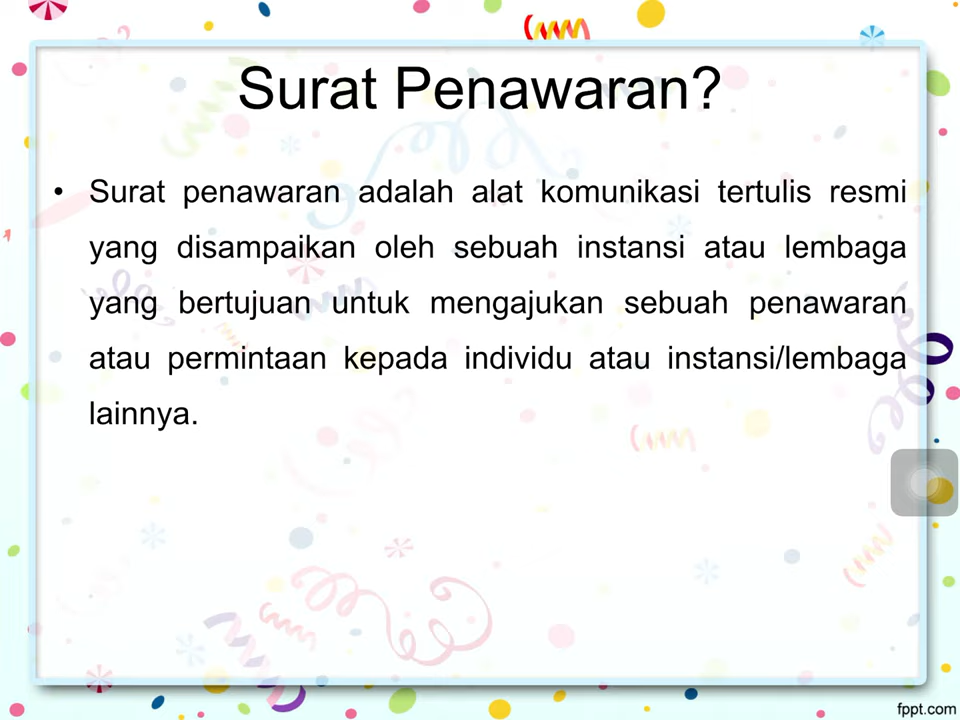 Surat Penawaran?
• Surat penawaran adalah alat komunikasi tertulis resmi
yang disampaikan oleh sebuah instansi atau lembaga
yang bertujuan untuk mengajukan sebuah penawaran
atau permintaan kepada individu atau instansi/lembaga
lainnya.
fppt.com